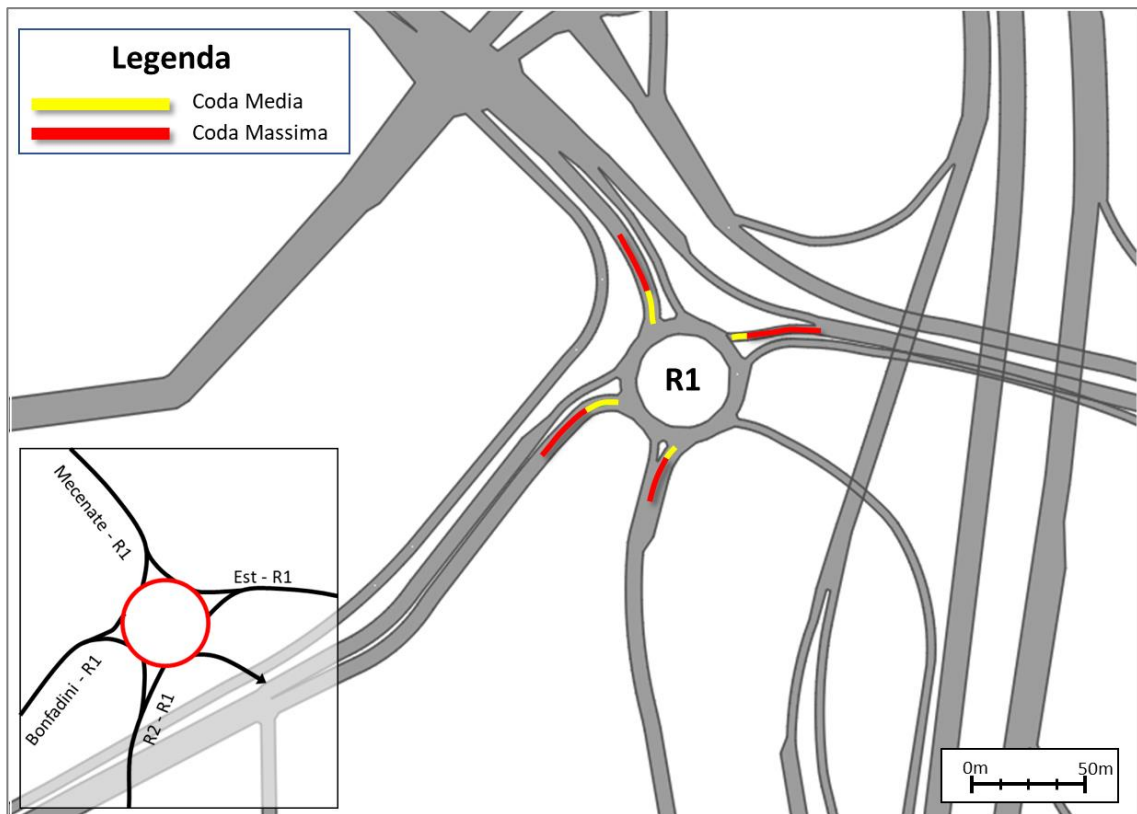 Legenda
Coda Media
Coda Massima
R1
Mecenate - R1
Est - R1
Bonfadini - R1
R2 - R1
0m
50m